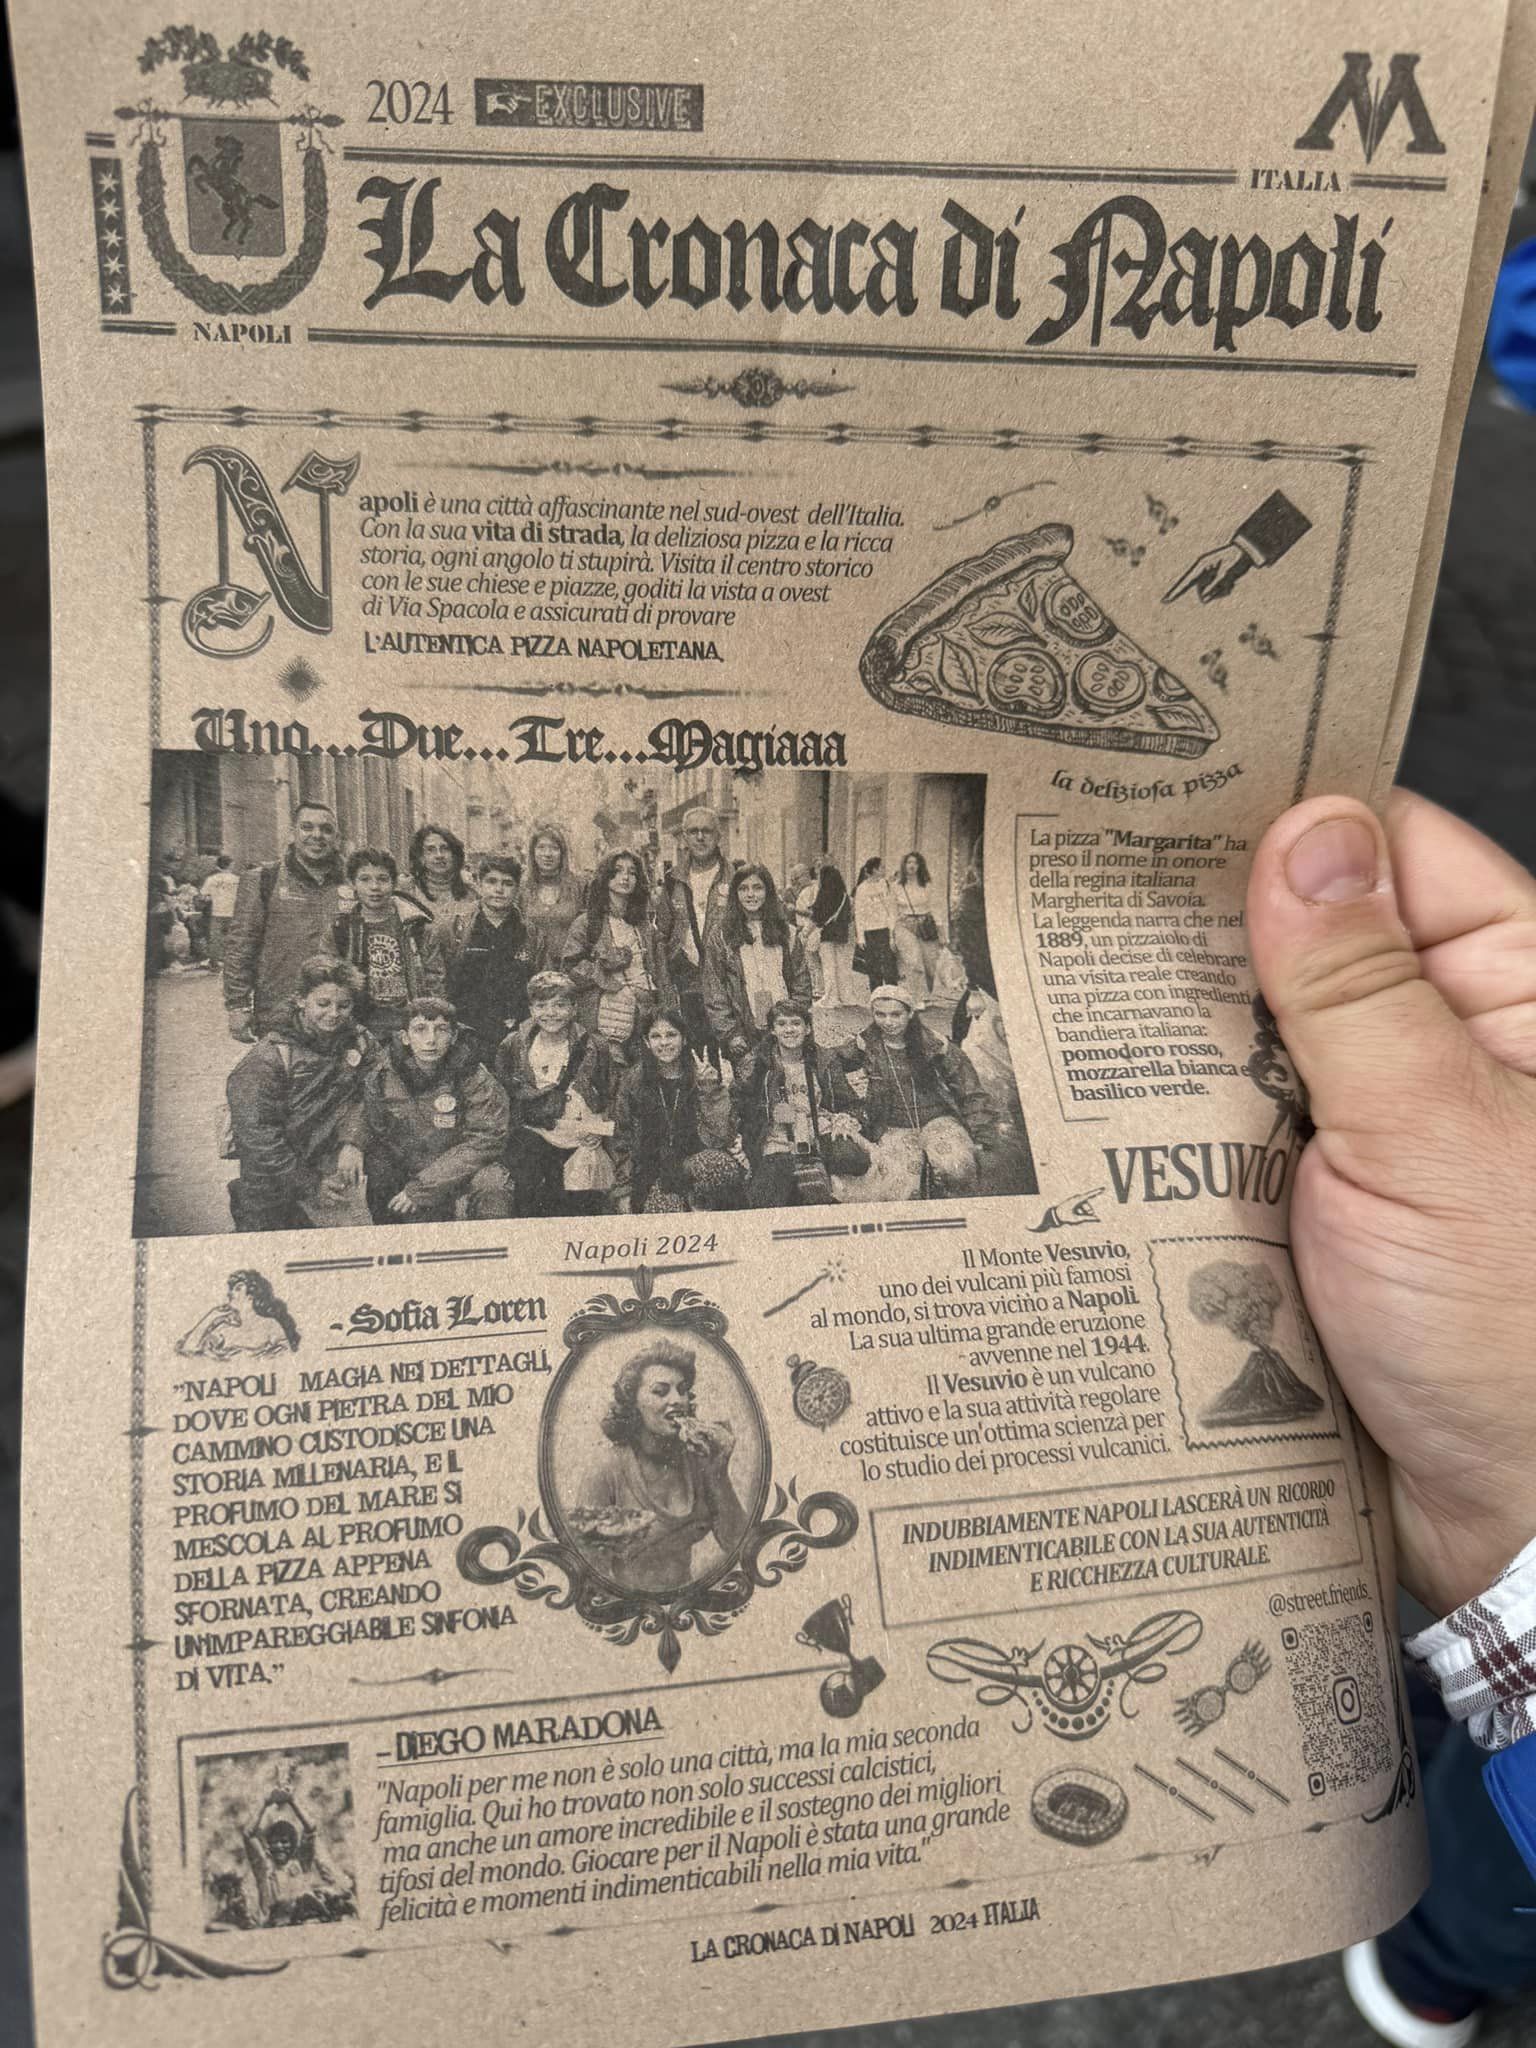 2024 EXCLUSIVE
M
ITALIA
La Cronaca di Napoli
NAPOLI
Napoli è una città affascinante nel sud-ovest dell'Italia.
Con la sua vita di strada, la deliziosa pizza e la ricca
storia, ogni angolo ti stupirà. Visita il centro storico
con le sue chiese e piazze, goditi la vista a ovest
di Via Spacola e assicurati di provare
L'AUTENTICA PIZZA NAPOLETANA.
la deliziosa pizza
Uno...Due...Tre...Magiaaa
La pizza "Margarita" ha
preso il nome in onore
della regina italiana
Margherita di Savoia.
La leggenda narra che nel
1889, un pizzaiolo di
Napoli decise di celebrare
una visita reale creando
una pizza con ingredienti
che incarnavano la
bandiera italiana:
pomodoro rosso,
mozzarella bianca e
basilico verde.
Napoli 2024
VESUVIO
Il Monte Vesuvio,
uno dei vulcani più famosi
al mondo, si trova vicino a Napoli.
La sua ultima grande eruzione
avvenne nel 1944.
Il Vesuvio è un vulcano
attivo e la sua attività regolare
costituisce un'ottima scienza per
lo studio dei processi vulcanici.
- Sofia Loren
"NAPOLI MAGIA NEI DETTAGLI,
DOVE OGNI PIETRA DEL MIO
CAMMINO CUSTODISCE UNA
STORIA MILLENARIA, E IL
PROFUMO DEL MARE SI
MESCOLA AL PROFUMO
DELLA PIZZA APPENA
SFORNATA, CREANDO
UN'IMPAREGGIABILE SINFONIA
DI VITA."
INDUBBIAMENTE NAPOLI LASCERÀ UN RICORDO
INDIMENTICABILE CON LA SUA AUTENTICITÀ
E RICCHEZZA CULTURALE.
@street.friends_
- DIEGO MARADONA
"Napoli per me non è solo una città, ma la mia seconda
famiglia. Qui ho trovato non solo successi calcistici,
ma anche un amore incredibile e il sostegno dei migliori
tifosi del mondo. Giocare per il Napoli è stata una grande
felicità e momenti indimenticabili nella mia vita."
LA CRONACA DI NAPOLI 2024 ITALIA